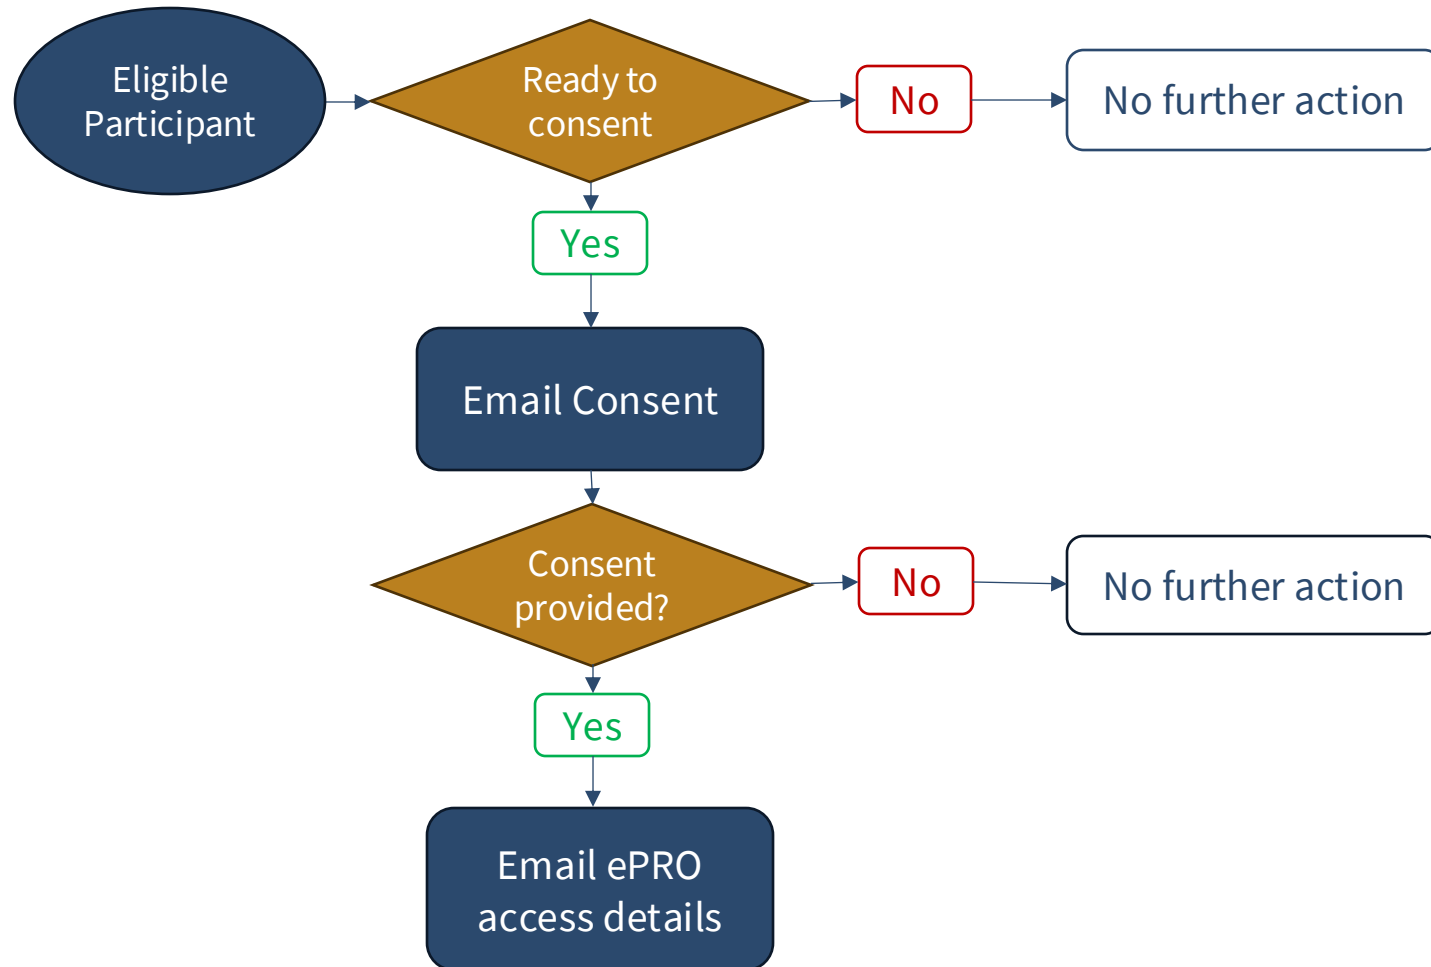 Eligible
Participant
Ready to
consent
No
No further action
Yes
Email Consent
Consent
provided?
No
No further action
Yes
Email ePRO
access details